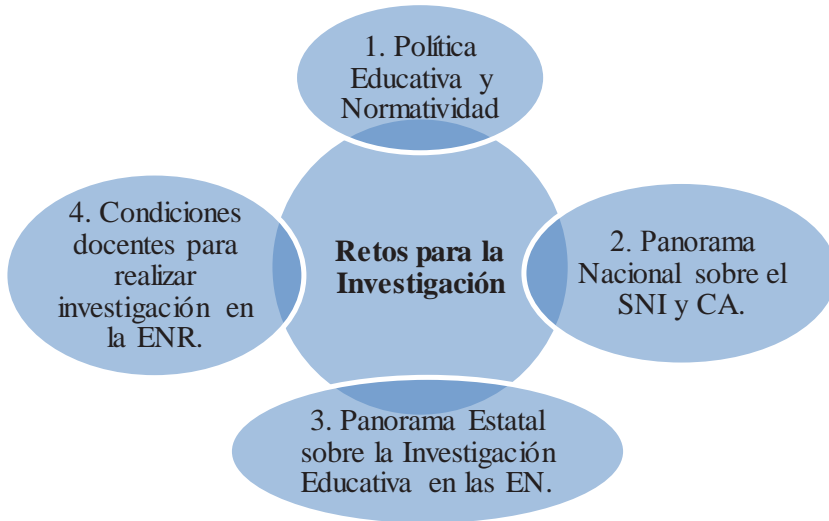 1. Política
Educativa y
Normatividad
Retos para la
Investigación
2. Panorama
Nacional sobre el
SNI y CA.
3. Panorama Estatal
sobre la Investigación
Educativa en las EN.
4. Condiciones
docentes para
realizar
investigación en
la ENR.